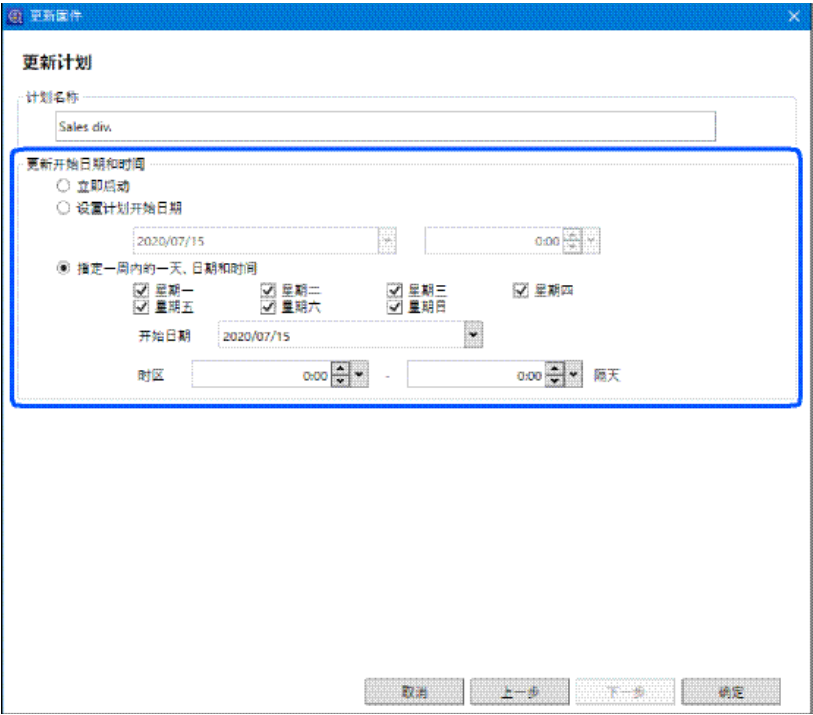 更新固件
更新计划
计划名称
Sales div.
更新开始日期和时间
立即启动
设置计划开始日期
2020/07/15 0:00
指定一周内的一天、日期和时间
星期一 星期二 星期三 星期四
星期五 星期六 星期日
开始日期 2020/07/15
时区 0:00 - 0:00 隔天
取消 上一步 下一步 确定